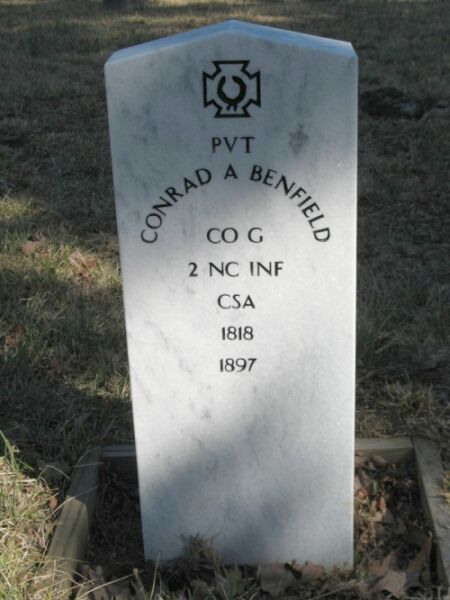 PVT
CONRAD A BENFIELD
CO G
2 NC INF
CSA
1818
1897